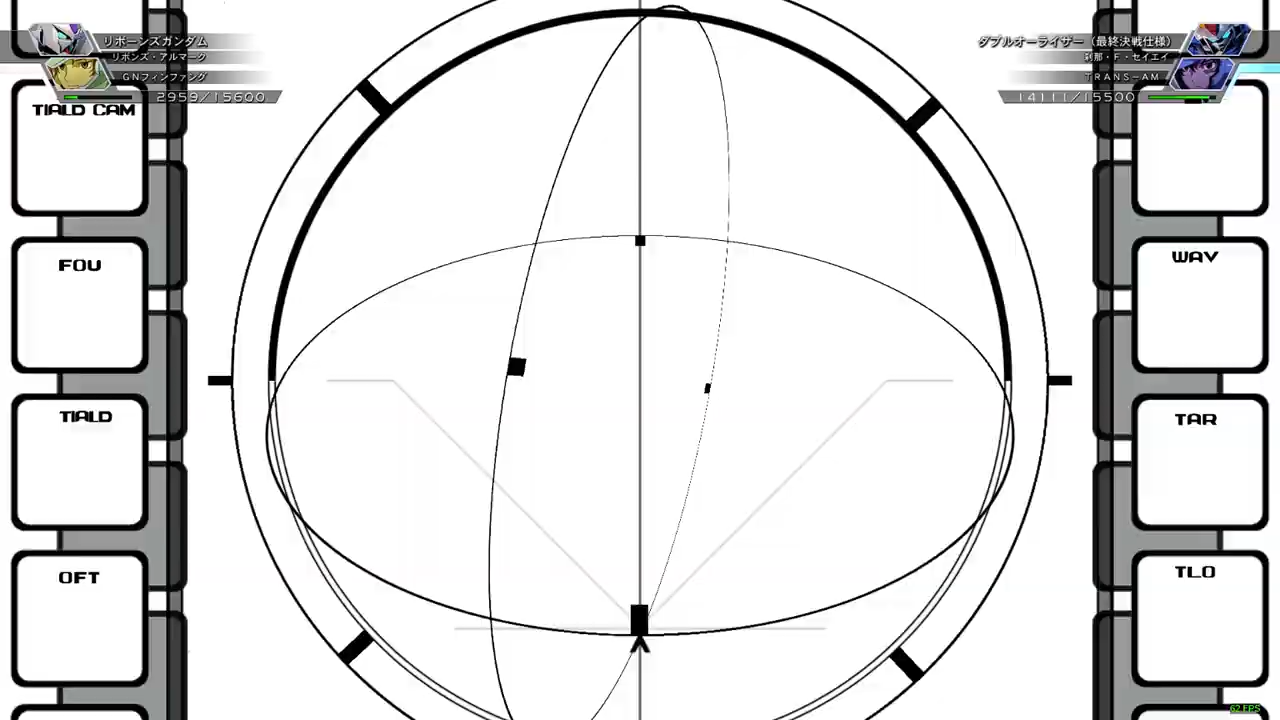 リボーンズガンダム
リボンズ・アルマーク
GNフィンファング
2959/15600
ダブルオーライザー（最終決戦仕様）
刹那・F・セイエイ
TRANS-AM
14111/15500
TIALD CAM
FOU
WAV
TIALD
TAR
OFT
TLO
62 FPS